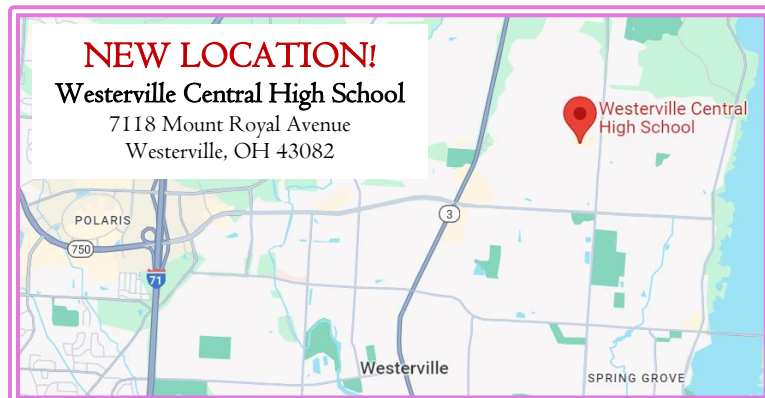 NEW LOCATION!
Westerville Central High School
7118 Mount Royal Avenue
Westerville, OH 43082
Westerville Central
High School
3
POLARIS
750
71
Westerville
SPRING GROVE